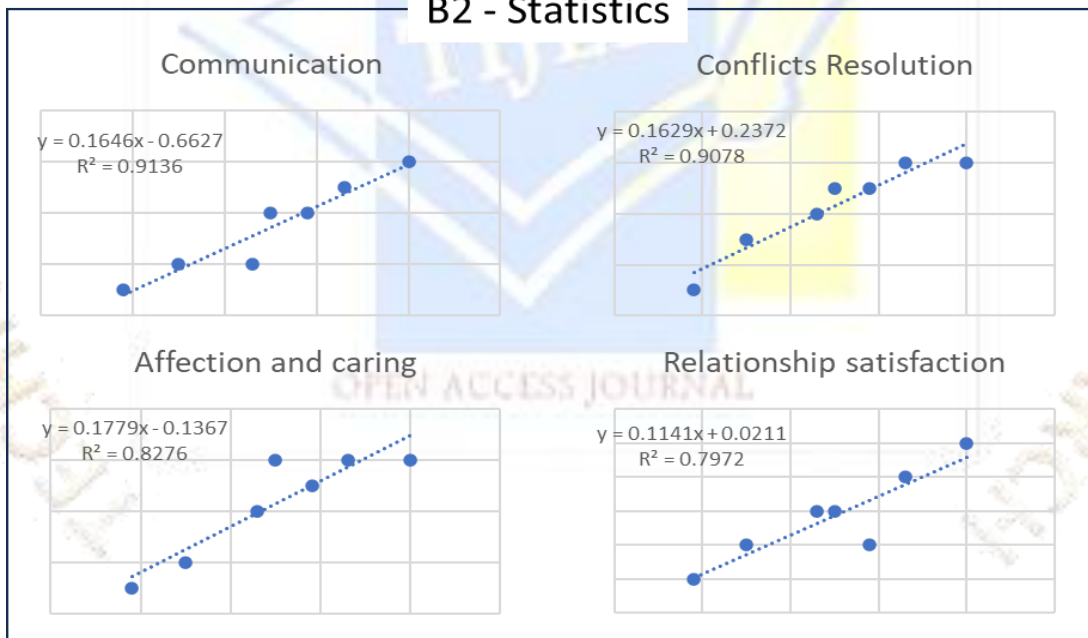 B2 - Statistics
Communication
y = 0.1646x - 0.6627
R² = 0.9136
Conflicts Resolution
y = 0.1629x + 0.2372
R² = 0.9078
Affection and caring
y = 0.1779x - 0.1367
R² = 0.8276
Relationship satisfaction
y = 0.1141x + 0.0211
R² = 0.7972
OPEN ACCESS JOURNAL